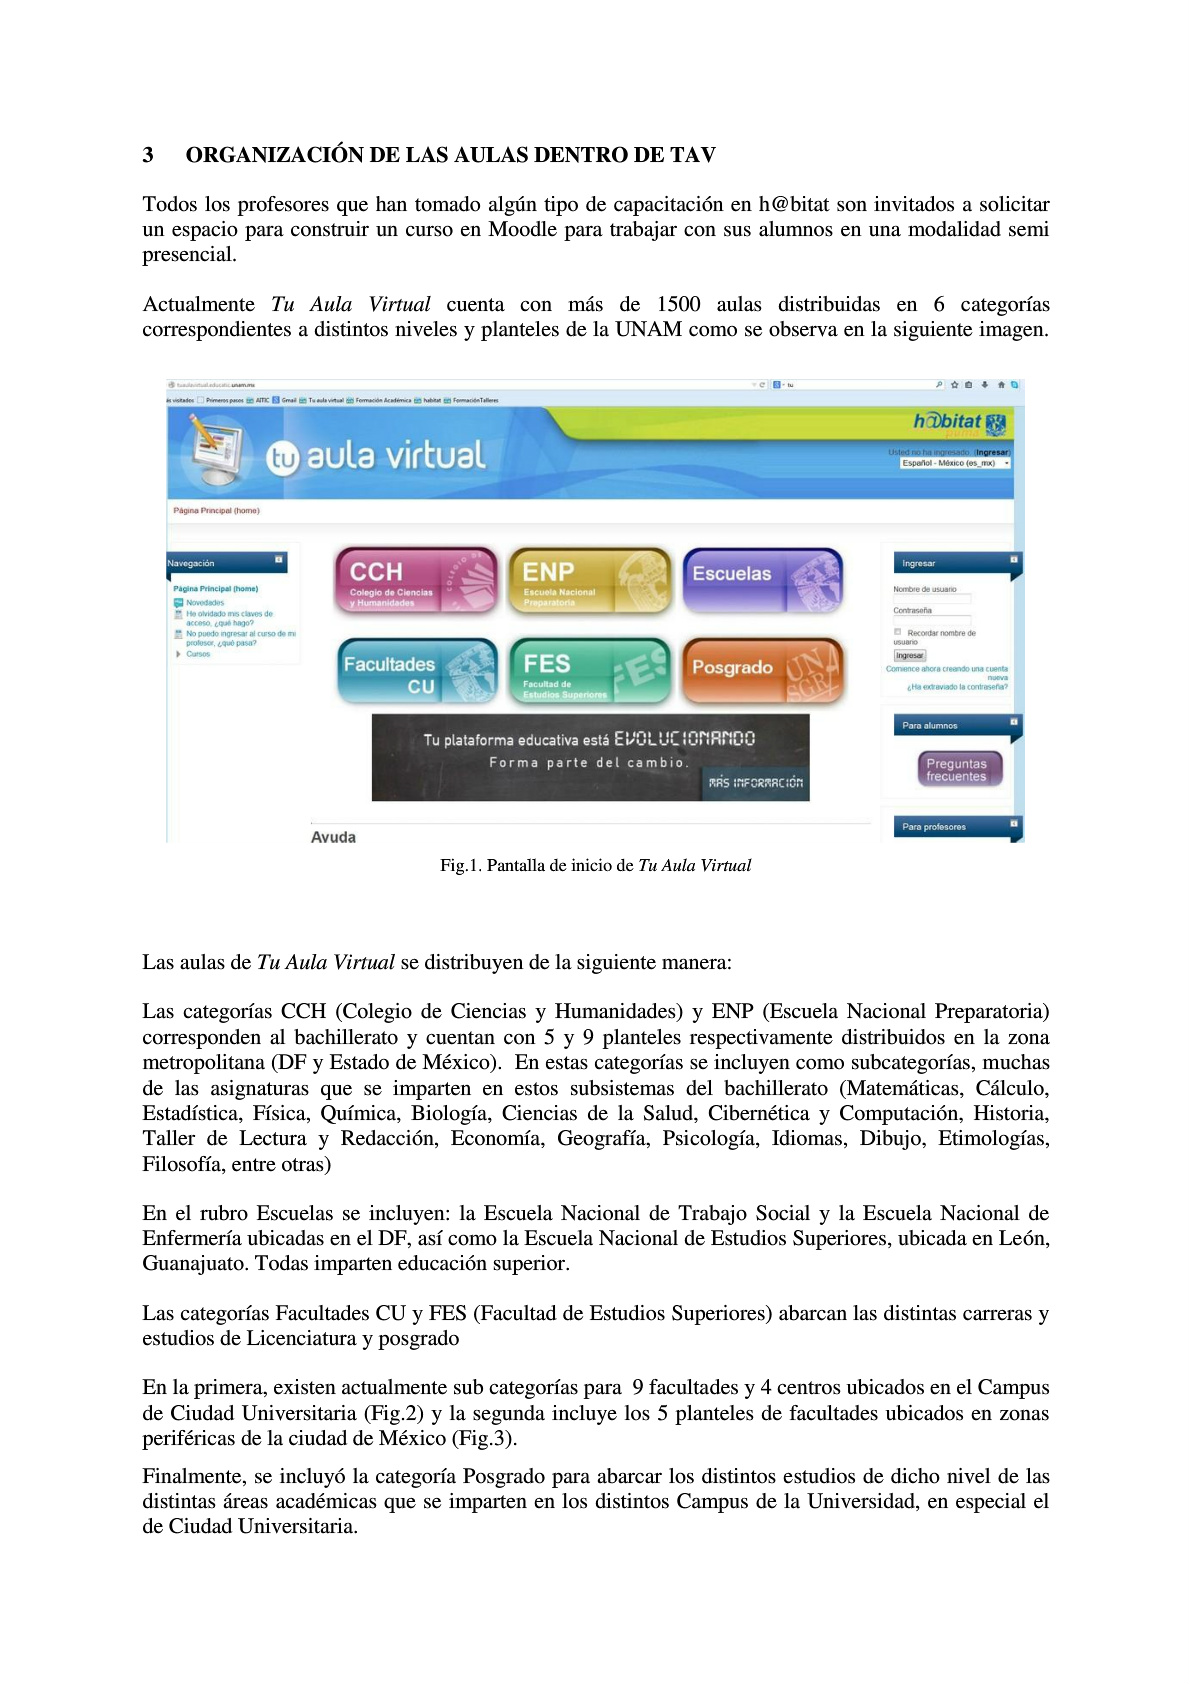 3 ORGANIZACIÓN DE LAS AULAS DENTRO DE TAV
Todos los profesores que han tomado algún tipo de capacitación en h@bitat son invitados a solicitar
un espacio para construir un curso en Moodle para trabajar con sus alumnos en una modalidad semi
presencial.
Actualmente Tu Aula Virtual cuenta con más de 1500 aulas distribuidas en 6 categorías
correspondientes a distintos niveles y planteles de la UNAM como se observa en la siguiente imagen.
tuaulavirtual.educatic.unam.mx
tu
ás visitados Primeros pasos AITIC Gmail Tu aula virtual Formación Académica habitat FormaciónTalleres
h@bitat
puma
tu aula virtual
Usted no ha ingresado. (Ingresar)
Español - México (es_mx)
Página Principal (home)
Navegación
Página Principal (home)
Novedades
He olvidado mis claves de
acceso, ¿qué hago?
No puedo ingresar al curso de mi
profesor, ¿qué pasa?
Cursos
CCH
Colegio de Ciencias
y Humanidades
ENP
Escuela Nacional
Preparatoria
Escuelas
Facultades
CU
FES
Facultad de
Estudios Superiores
FES
Posgrado
Tu plataforma educativa está EVOLUCIONANDO
Forma parte del cambio.
MÁS INFORMACIÓN
Ayuda
Ingresar
Nombre de usuario
Contraseña
Recordar nombre de
usuario
Ingresar
Comience ahora creando una cuenta
nueva
¿Ha extraviado la contraseña?
Para alumnos
Preguntas
frecuentes
Para profesores
Fig.1. Pantalla de inicio de Tu Aula Virtual
Las aulas de Tu Aula Virtual se distribuyen de la siguiente manera:
Las categorías CCH (Colegio de Ciencias y Humanidades) y ENP (Escuela Nacional Preparatoria)
corresponden al bachillerato y cuentan con 5 y 9 planteles respectivamente distribuidos en la zona
metropolitana (DF y Estado de México). En estas categorías se incluyen como subcategorías, muchas
de las asignaturas que se imparten en estos subsistemas del bachillerato (Matemáticas, Cálculo,
Estadística, Física, Química, Biología, Ciencias de la Salud, Cibernética y Computación, Historia,
Taller de Lectura y Redacción, Economía, Geografía, Psicología, Idiomas, Dibujo, Etimologías,
Filosofía, entre otras)
En el rubro Escuelas se incluyen: la Escuela Nacional de Trabajo Social y la Escuela Nacional de
Enfermería ubicadas en el DF, así como la Escuela Nacional de Estudios Superiores, ubicada en León,
Guanajuato. Todas imparten educación superior.
Las categorías Facultades CU y FES (Facultad de Estudios Superiores) abarcan las distintas carreras y
estudios de Licenciatura y posgrado
En la primera, existen actualmente sub categorías para 9 facultades y 4 centros ubicados en el Campus
de Ciudad Universitaria (Fig.2) y la segunda incluye los 5 planteles de facultades ubicados en zonas
periféricas de la ciudad de México (Fig.3).
Finalmente, se incluyó la categoría Posgrado para abarcar los distintos estudios de dicho nivel de las
distintas áreas académicas que se imparten en los distintos Campus de la Universidad, en especial el
de Ciudad Universitaria.